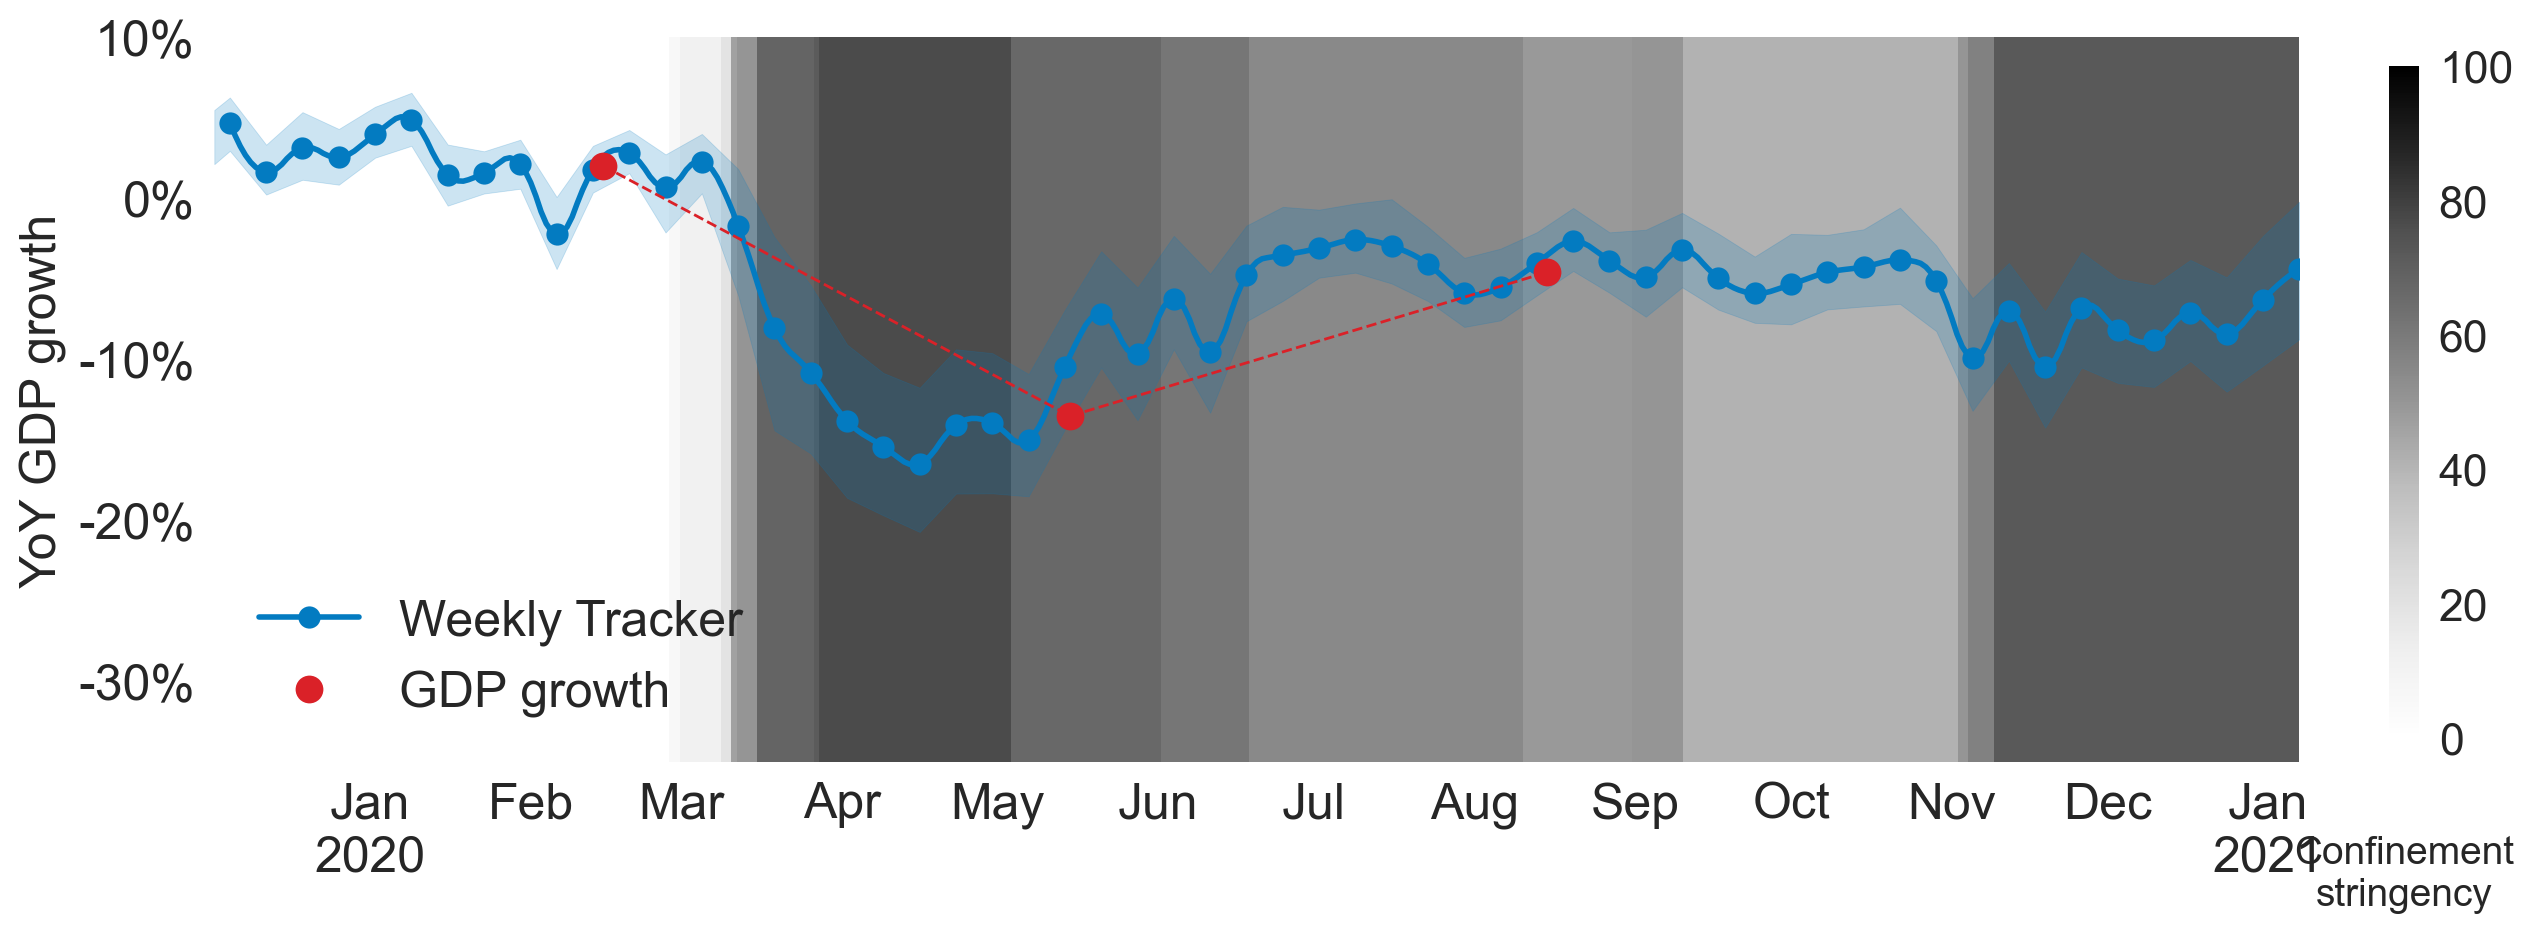 YoY GDP growth
10%
0%
-10%
-20%
-30%
Weekly Tracker
GDP growth
Jan
2020
Feb
Mar
Apr
May
Jun
Jul
Aug
Sep
Oct
Nov
Dec
Jan
2021
100
80
60
40
20
0
Confinement
stringency